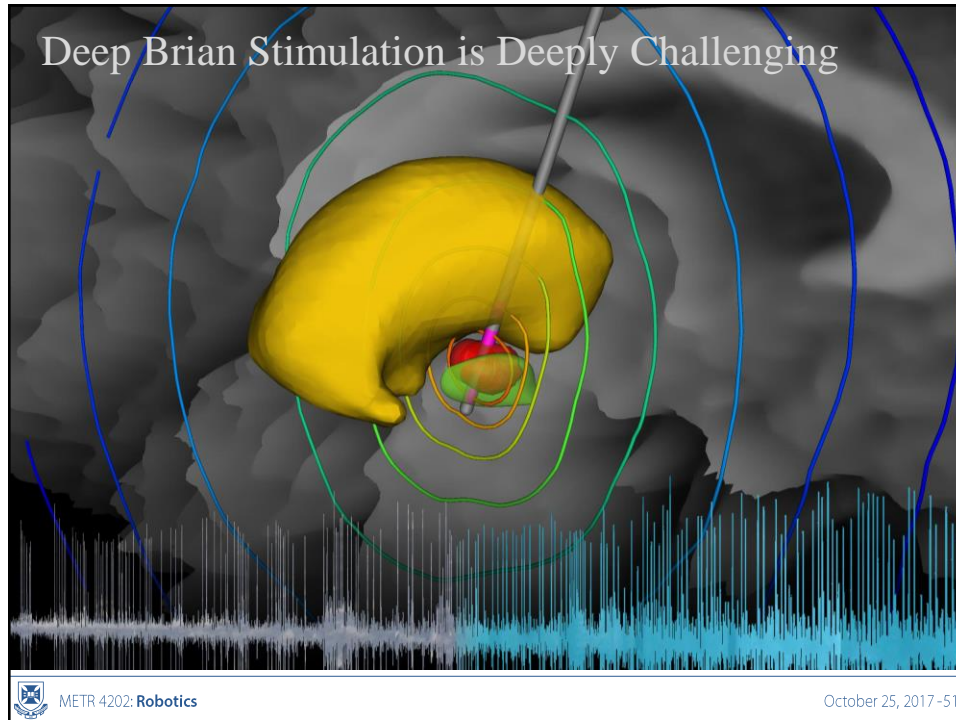 Deep Brian Stimulation is Deeply Challenging
METR 4202: Robotics
October 25, 2017 -51